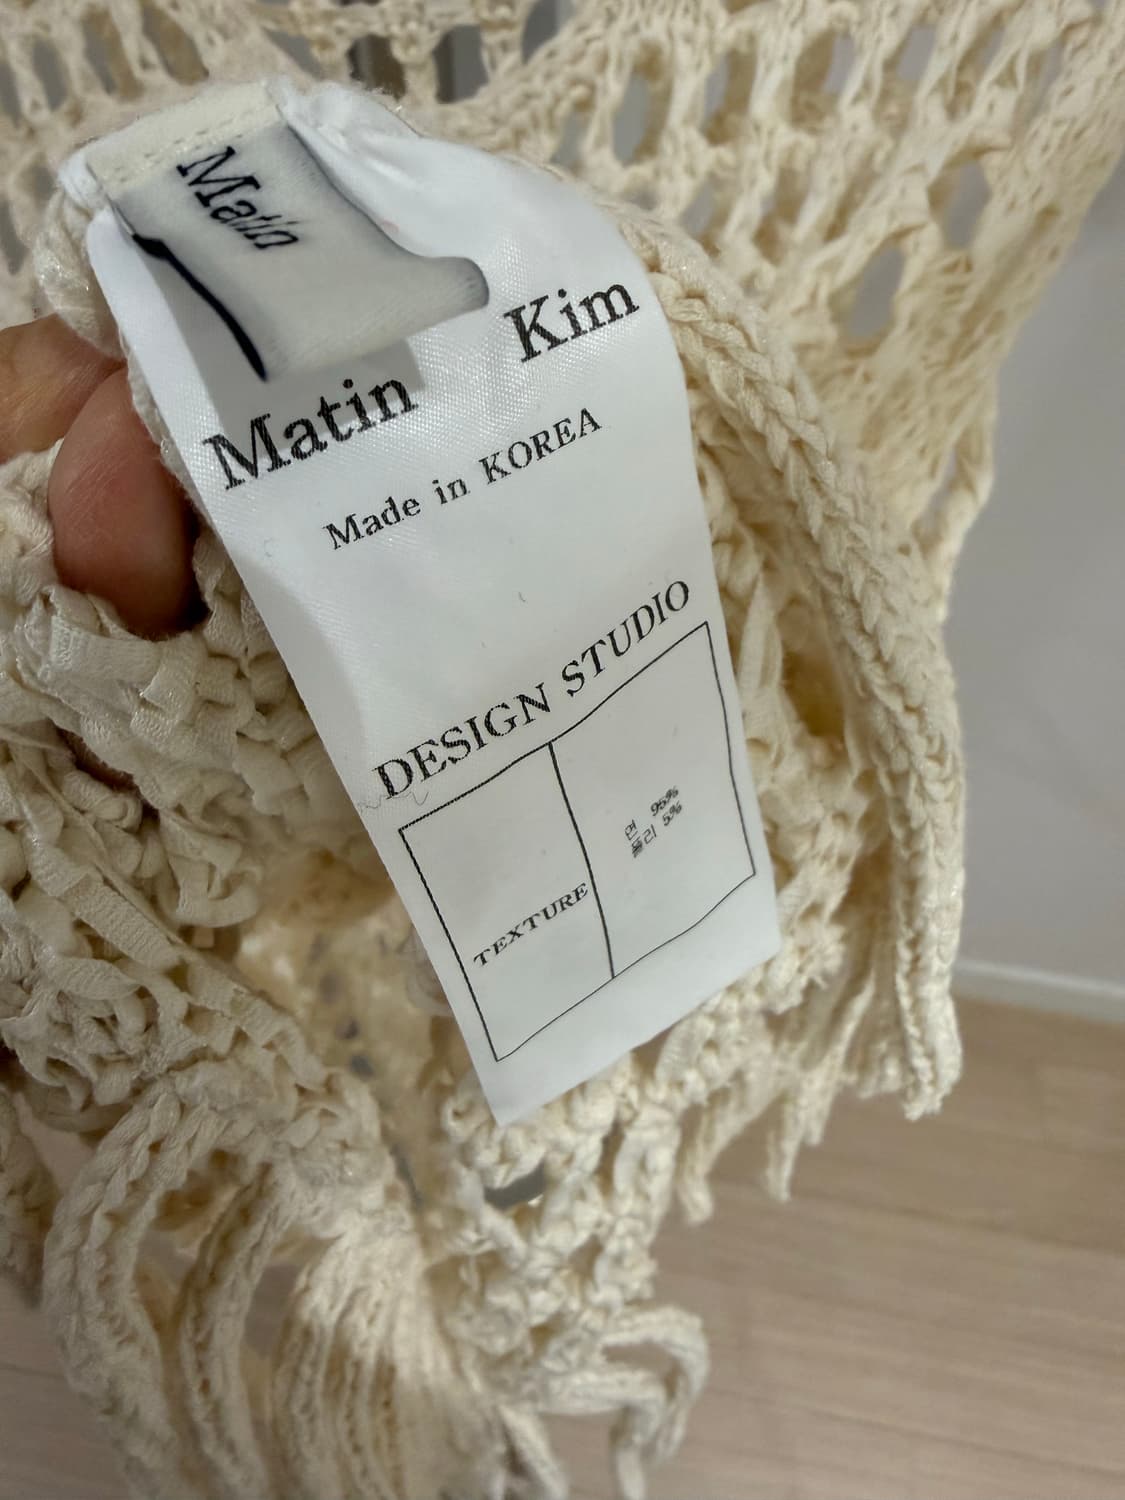 Matin
Matin Kim
Made in KOREA
DESIGN STUDIO
TEXTURE
면 95%
폴리 5%